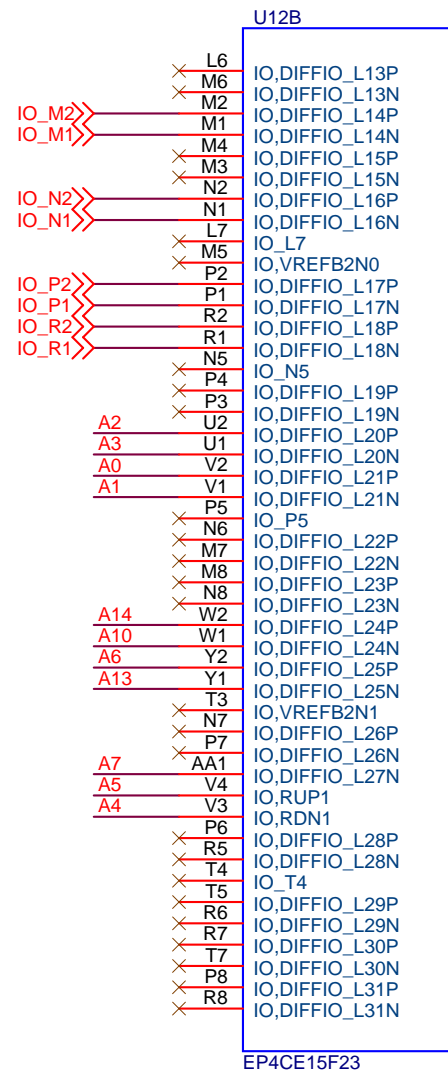 U12B
L6 IO,DIFFIO_L13P
M6 IO,DIFFIO_L13N
IO_M2 M2 IO,DIFFIO_L14P
IO_M1 M1 IO,DIFFIO_L14N
M4 IO,DIFFIO_L15P
M3 IO,DIFFIO_L15N
IO_N2 N2 IO,DIFFIO_L16P
IO_N1 N1 IO,DIFFIO_L16N
L7 IO_L7
M5 IO,VREFB2N0
IO_P2 P2 IO,DIFFIO_L17P
IO_P1 P1 IO,DIFFIO_L17N
IO_R2 R2 IO,DIFFIO_L18P
IO_R1 R1 IO,DIFFIO_L18N
N5 IO_N5
P4 IO,DIFFIO_L19P
P3 IO,DIFFIO_L19N
A2 U2 IO,DIFFIO_L20P
A3 U1 IO,DIFFIO_L20N
A0 V2 IO,DIFFIO_L21P
A1 V1 IO,DIFFIO_L21N
P5 IO_P5
N6 IO,DIFFIO_L22P
M7 IO,DIFFIO_L22N
M8 IO,DIFFIO_L23P
N8 IO,DIFFIO_L23N
A14 W2 IO,DIFFIO_L24P
A10 W1 IO,DIFFIO_L24N
A6 Y2 IO,DIFFIO_L25P
A13 Y1 IO,DIFFIO_L25N
T3 IO,VREFB2N1
N7 IO,DIFFIO_L26P
P7 IO,DIFFIO_L26N
A7 AA1 IO,DIFFIO_L27N
A5 V4 IO,RUP1
A4 V3 IO,RDN1
P6 IO,DIFFIO_L28P
R5 IO,DIFFIO_L28N
T4 IO_T4
T5 IO,DIFFIO_L29P
R6 IO,DIFFIO_L29N
R7 IO,DIFFIO_L30P
T7 IO,DIFFIO_L30N
P8 IO,DIFFIO_L31P
R8 IO,DIFFIO_L31N
EP4CE15F23